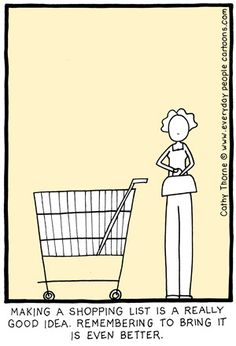 Cathy Thorne © www.everyday people cartoons.com
MAKING A SHOPPING LIST IS A REALLY
GOOD IDEA. REMEMBERING TO BRING IT
IS EVEN BETTER.